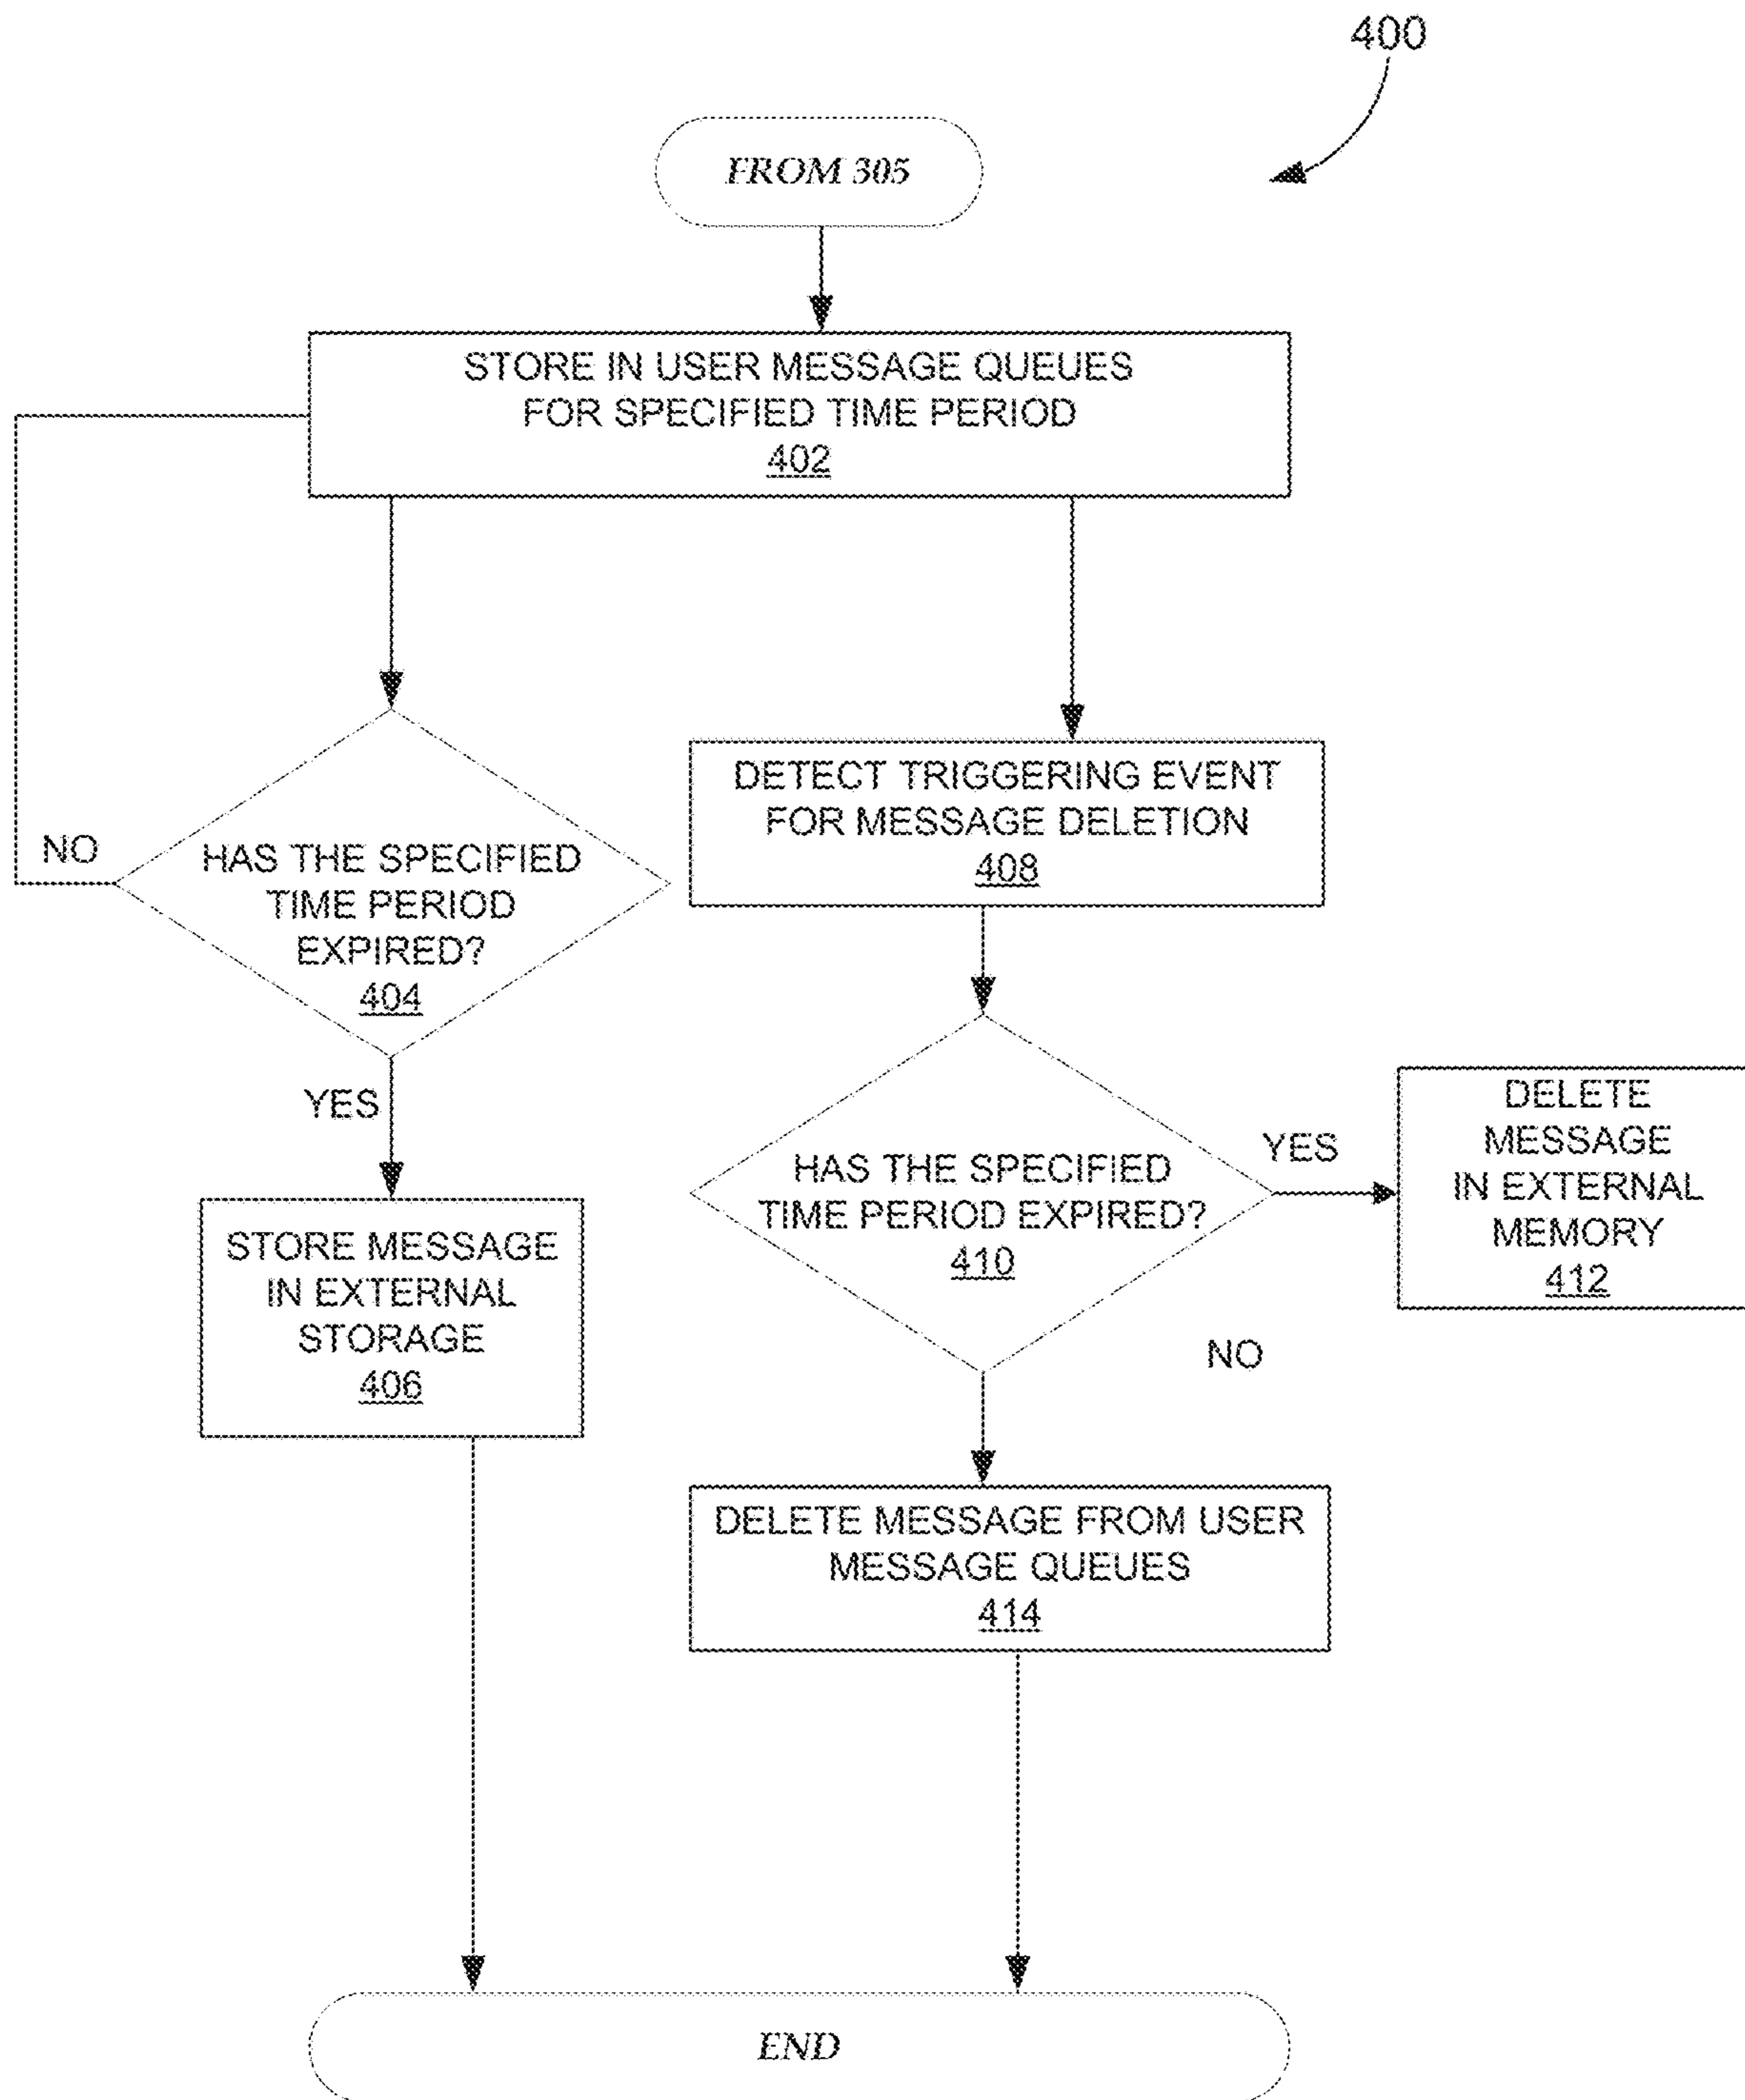 400
FROM 305
STORE IN USER MESSAGE QUEUES
FOR SPECIFIED TIME PERIOD
402
NO
HAS THE SPECIFIED
TIME PERIOD
EXPIRED?
404
YES
STORE MESSAGE
IN EXTERNAL
STORAGE
406
DETECT TRIGGERING EVENT
FOR MESSAGE DELETION
408
HAS THE SPECIFIED
TIME PERIOD EXPIRED?
410
YES
DELETE
MESSAGE
IN EXTERNAL
MEMORY
412
NO
DELETE MESSAGE FROM USER
MESSAGE QUEUES
414
END